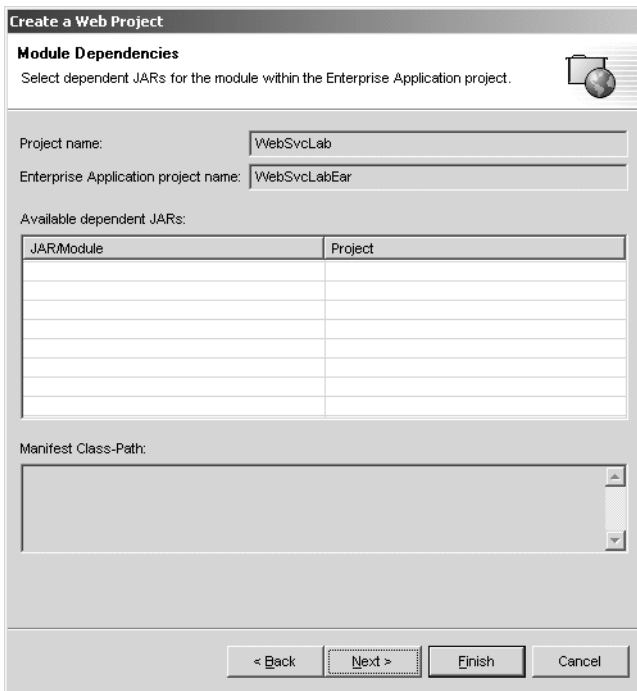 Create a Web Project
Module Dependencies
Select dependent JARs for the module within the Enterprise Application project.
Project name: WebSvcLab
Enterprise Application project name: WebSvcLabEar
Available dependent JARs:
JAR/Module Project
Manifest Class-Path:
< Back Next > Finish Cancel